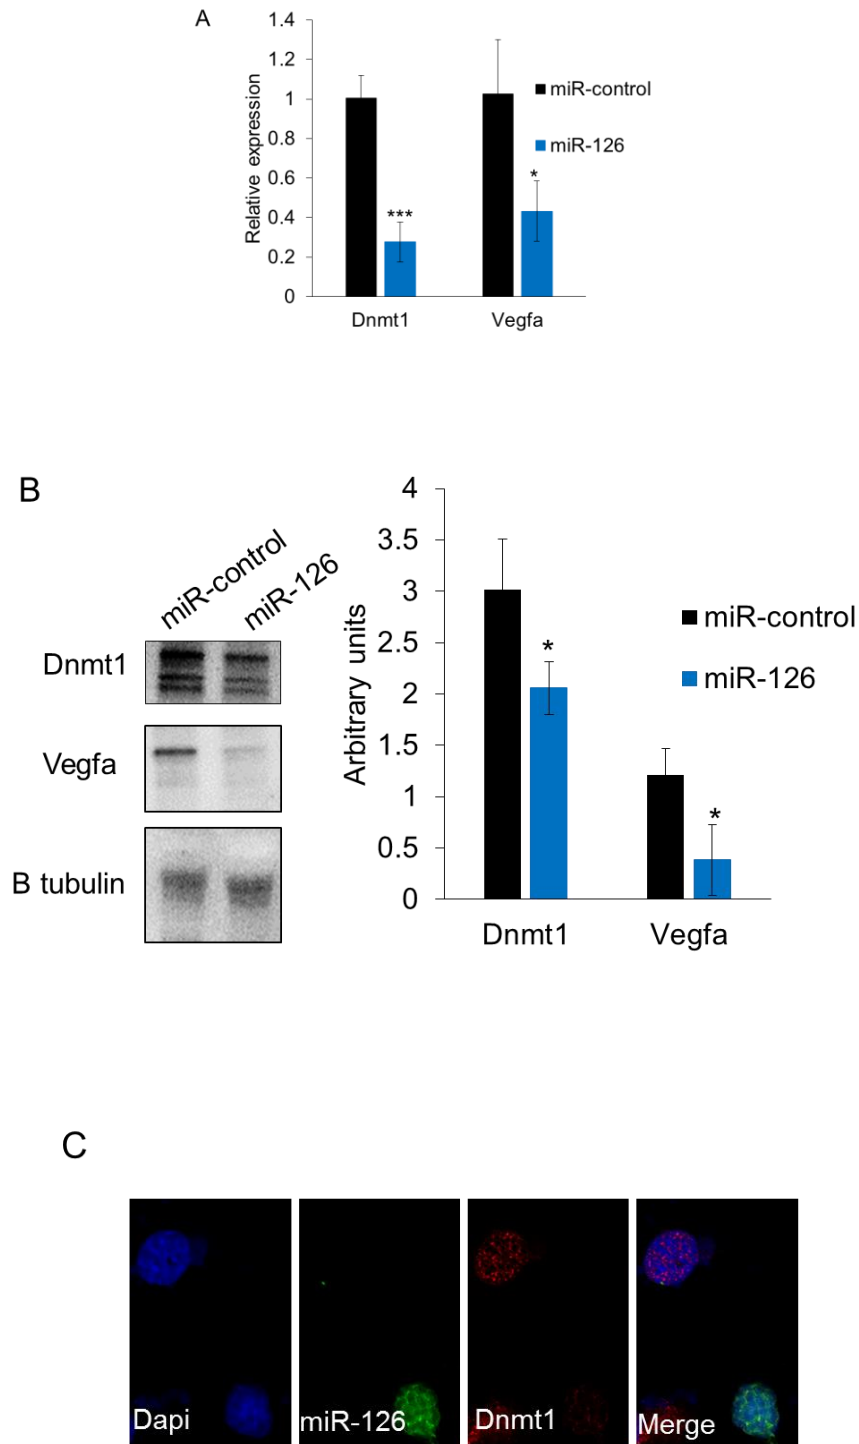 A
1.4
1.2
1
0.8
0.6
0.4
0.2
0
Relative expression
***
*
miR-control
miR-126
Dnmt1
Vegfa
B
miR-control
miR-126
Dnmt1
Vegfa
B tubulin
4
3.5
3
2.5
2
1.5
1
0.5
0
Arbitrary units
*
*
miR-control
miR-126
Dnmt1
Vegfa
C
Dapi
miR-126
Dnmt1
Merge